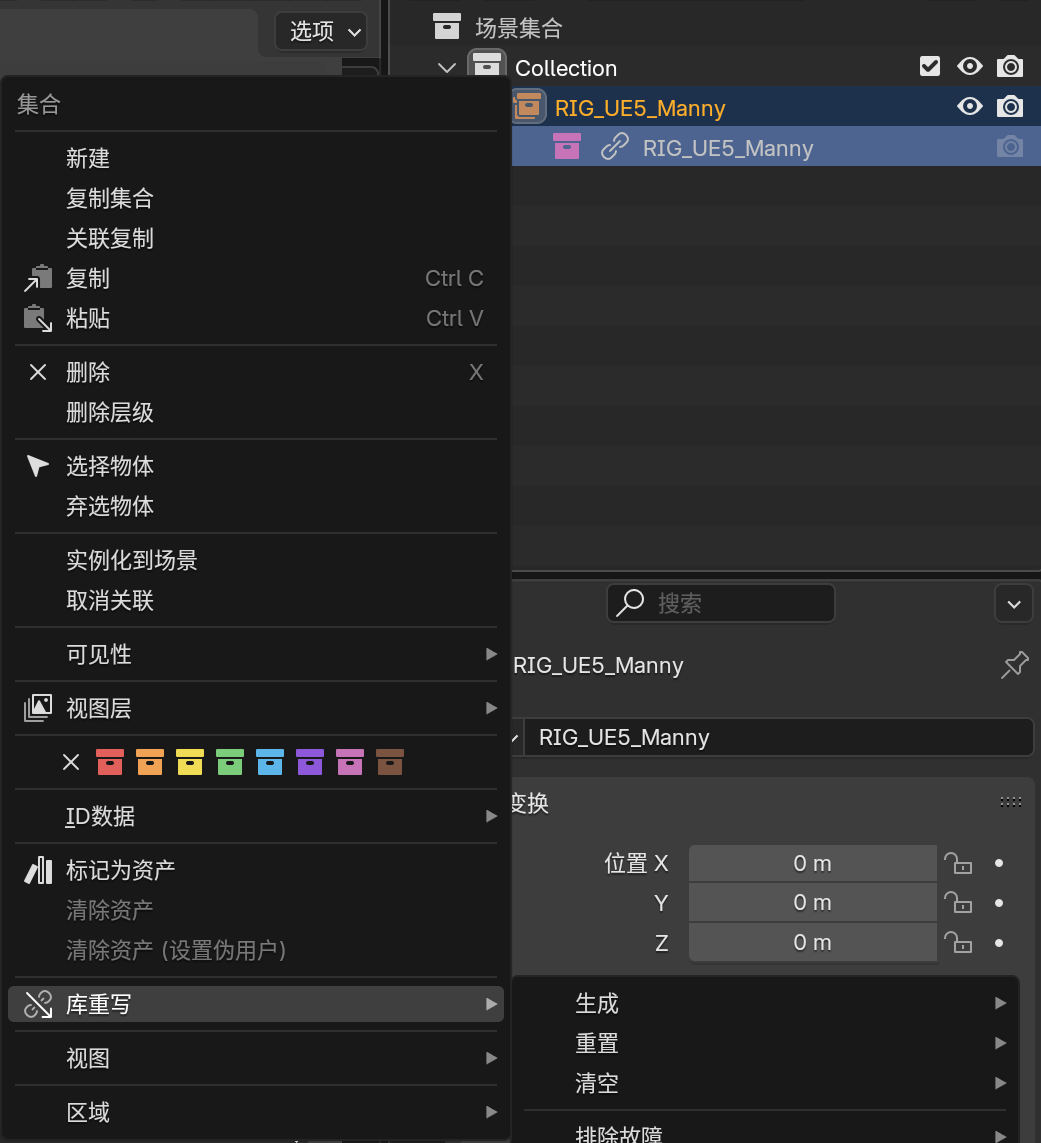 选项
场景集合
Collection
RIG_UE5_Manny
RIG_UE5_Manny
集合
新建
复制集合
关联复制
复制 Ctrl C
粘贴 Ctrl V
删除 X
删除层级
选择物体
弃选物体
实例化到场景
取消关联
可见性
视图层
ID数据
标记为资产
清除资产
清除资产 (设置伪用户)
库重写
视图
区域
搜索
RIG_UE5_Manny
RIG_UE5_Manny
变换
位置 X 0 m
Y 0 m
Z 0 m
生成
重置
清空
排除故障